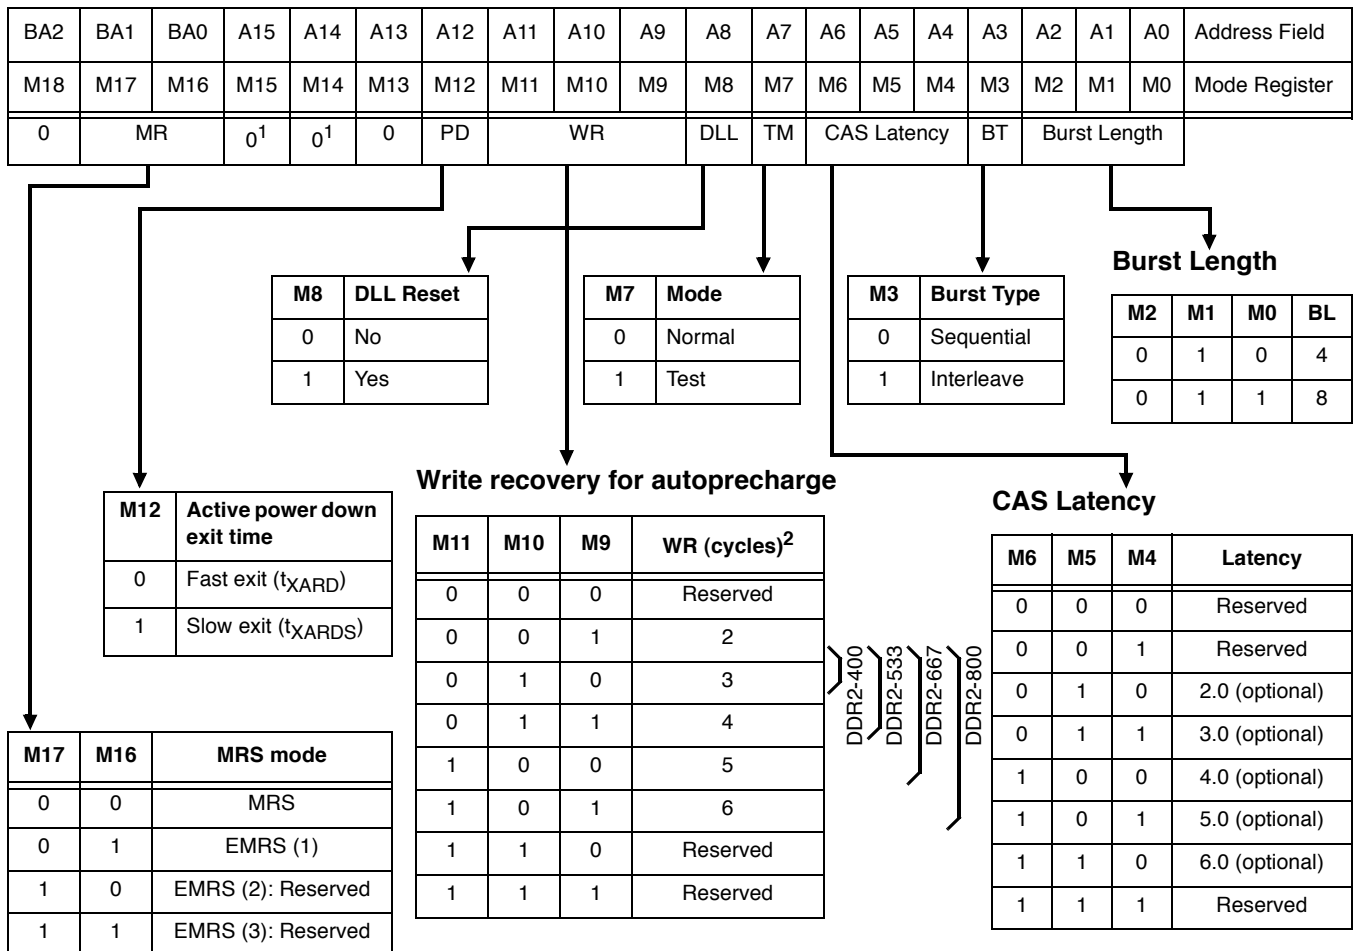 BA2 BA1 BA0 A15 A14 A13 A12 A11 A10 A9 A8 A7 A6 A5 A4 A3 A2 A1 A0 Address Field
M18 M17 M16 M15 M14 M13 M12 M11 M10 M9 M8 M7 M6 M5 M4 M3 M2 M1 M0 Mode Register
0 MR 0¹ 0¹ 0 PD WR DLL TM CAS Latency BT Burst Length
M8 DLL Reset
0 No
1 Yes
M7 Mode
0 Normal
1 Test
M3 Burst Type
0 Sequential
1 Interleave
Burst Length
M2 M1 M0 BL
0 1 0 4
0 1 1 8
M12 Active power down
exit time
0 Fast exit (tXARD)
1 Slow exit (tXARDS)
Write recovery for autoprecharge
M11 M10 M9 WR (cycles)²
0 0 0 Reserved
0 0 1 2
0 1 0 3
0 1 1 4
1 0 0 5
1 0 1 6
1 1 0 Reserved
1 1 1 Reserved
DDR2-400
DDR2-533
DDR2-667
DDR2-800
CAS Latency
M6 M5 M4 Latency
0 0 0 Reserved
0 0 1 Reserved
0 1 0 2.0 (optional)
0 1 1 3.0 (optional)
1 0 0 4.0 (optional)
1 0 1 5.0 (optional)
1 1 0 6.0 (optional)
1 1 1 Reserved
M17 M16 MRS mode
0 0 MRS
0 1 EMRS (1)
1 0 EMRS (2): Reserved
1 1 EMRS (3): Reserved